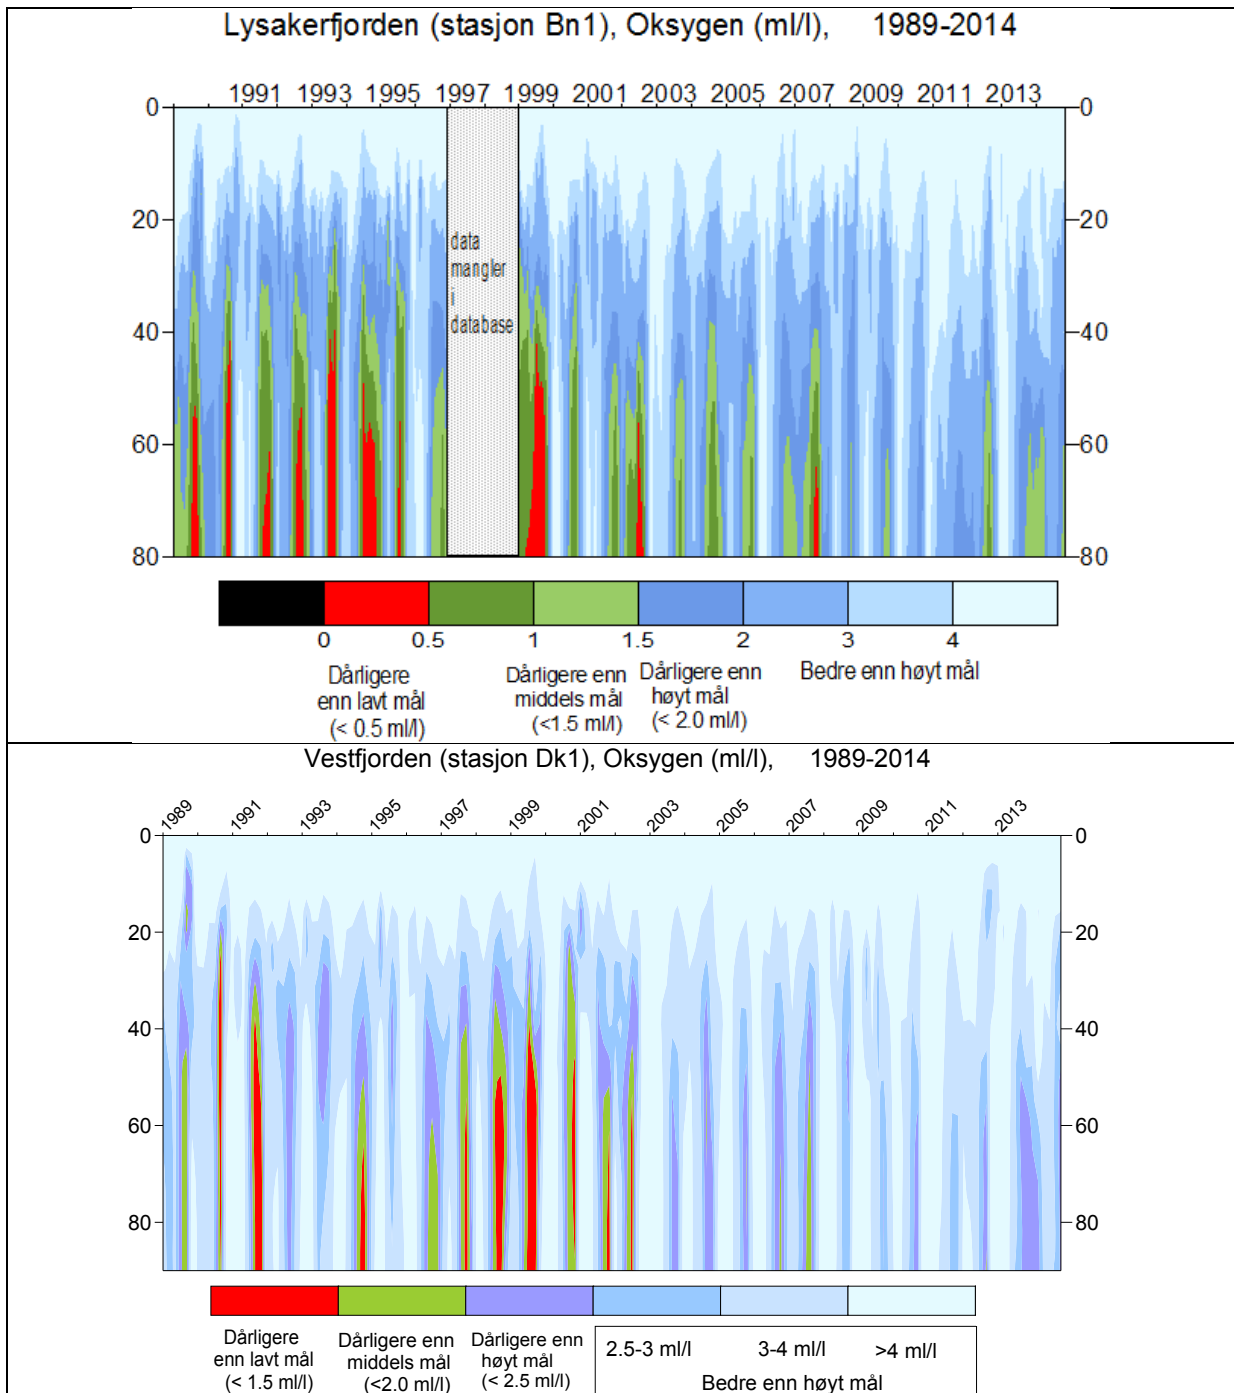 Lysakerfjorden (stasjon Bn1), Oksygen (ml/l), 1989-2014
1991 1993 1995 1997 1999 2001 2003 2005 2007 2009 2011 2013
0 0
20 20
data
mangler
i
database
40 40
60 60
80 80
0 0.5 1 1.5 2 3 4
Dårligere
enn lavt mål
(< 0.5 ml/l)
Dårligere enn
middels mål
(<1.5 ml/l)
Dårligere enn
høyt mål
(< 2.0 ml/l)
Bedre enn høyt mål
Vestfjorden (stasjon Dk1), Oksygen (ml/l), 1989-2014
1989 1991 1993 1995 1997 1999 2001 2003 2005 2007 2009 2011 2013
0 0
20 20
40 40
60 60
80 80
Dårligere
enn lavt mål
(< 1.5 ml/l)
Dårligere enn
middels mål
(<2.0 ml/l)
Dårligere enn
høyt mål
(< 2.5 ml/l)
2.5-3 ml/l 3-4 ml/l >4 ml/l
Bedre enn høyt mål